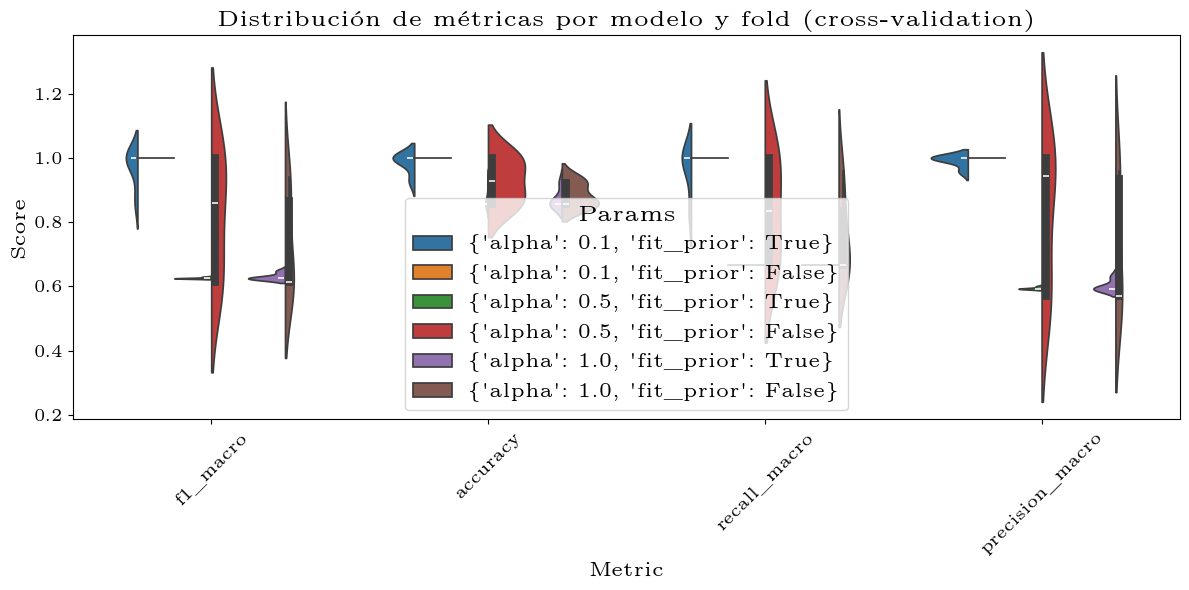 Distribución de métricas por modelo y fold (cross-validation)
Score
1.2
1.0
0.8
0.6
0.4
0.2
Params
{'alpha': 0.1, 'fit_prior': True}
{'alpha': 0.1, 'fit_prior': False}
{'alpha': 0.5, 'fit_prior': True}
{'alpha': 0.5, 'fit_prior': False}
{'alpha': 1.0, 'fit_prior': True}
{'alpha': 1.0, 'fit_prior': False}
f1_macro
accuracy
recall_macro
precision_macro
Metric